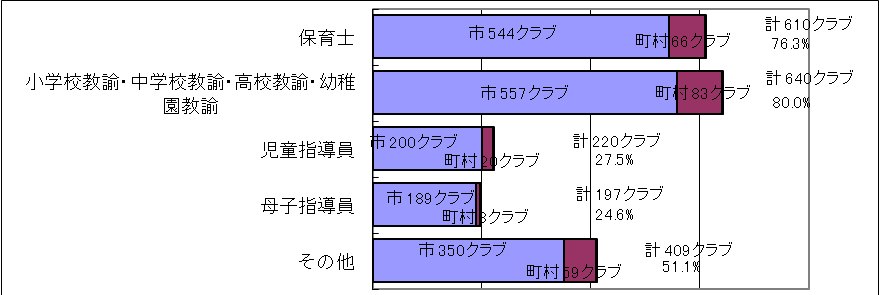 保育士
市 544クラブ
町村 66クラブ
計 610クラブ
76.3%
小学校教諭・中学校教諭・高校教諭・幼稚
園教諭
市 557クラブ
町村 83クラブ
計 640クラブ
80.0%
児童指導員
市 200クラブ
町村 20クラブ
計 220クラブ
27.5%
母子指導員
市 189クラブ
町村 8クラブ
計 197クラブ
24.6%
その他
市 350クラブ
町村 59クラブ
計 409クラブ
51.1%